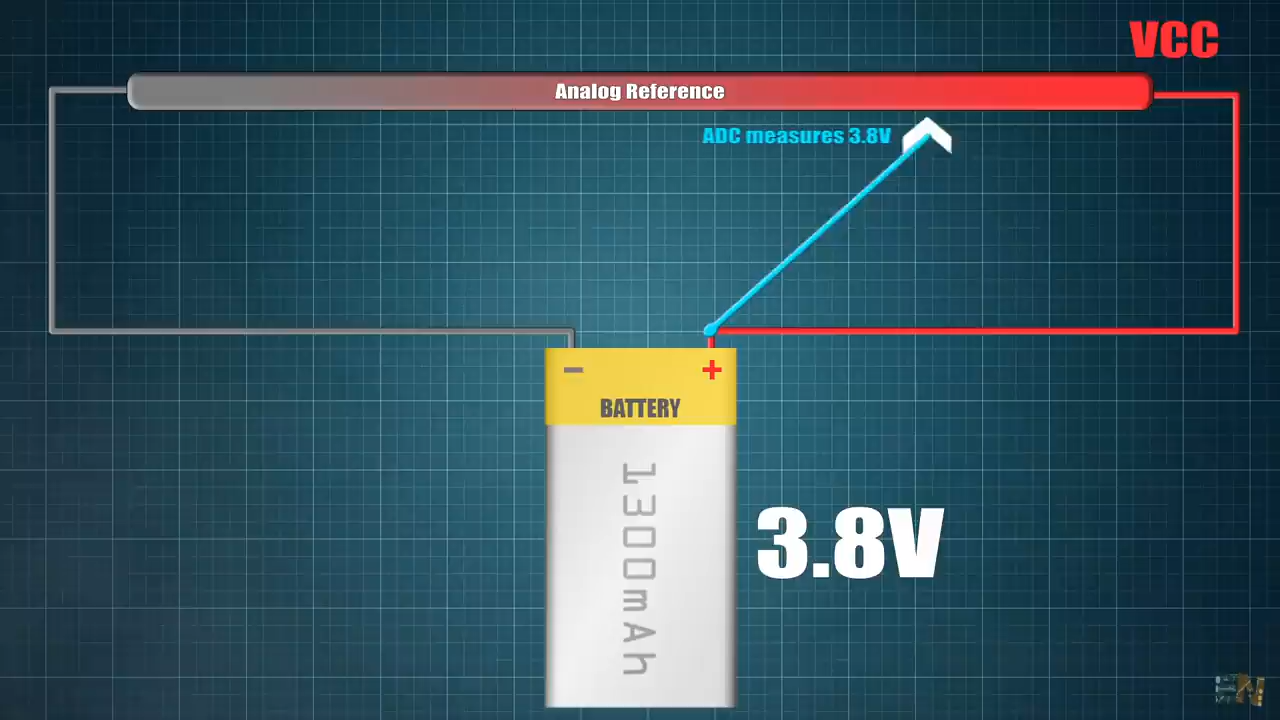 VCC
Analog Reference
ADC measures 3.8V
− +
BATTERY
1300mAh
3.8V